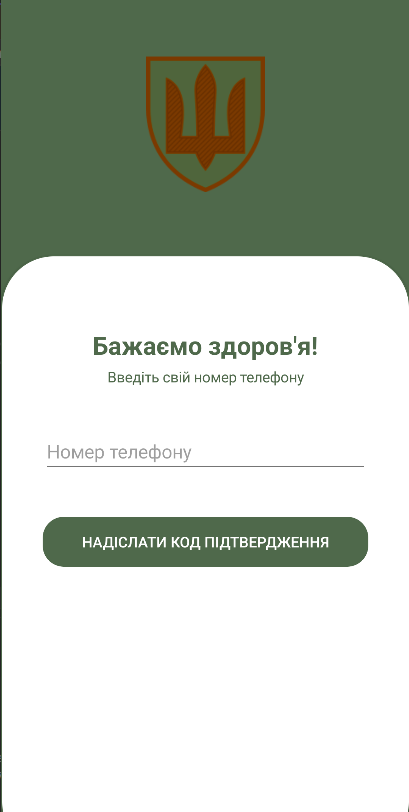 Бажаємо здоров'я!
Введіть свій номер телефону
Номер телефону
НАДІСЛАТИ КОД ПІДТВЕРДЖЕННЯ